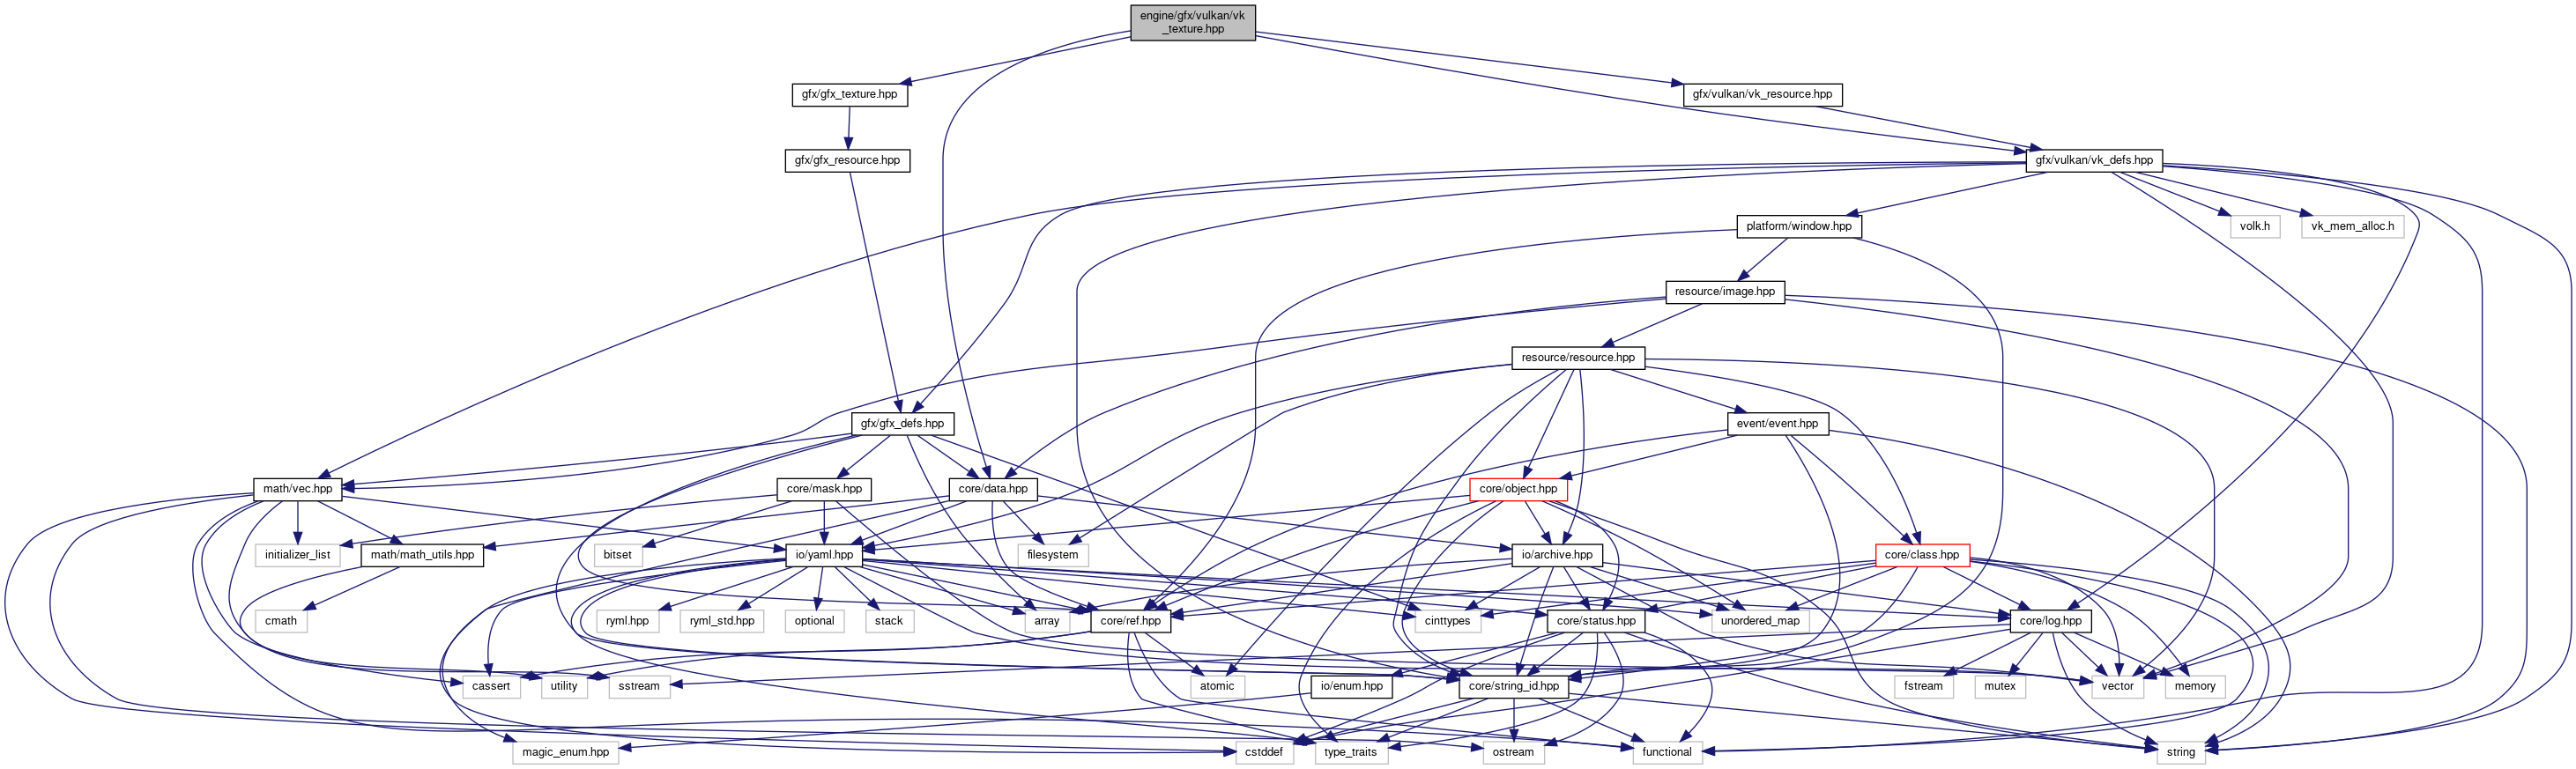 engine/gfx/vulkan/vk
_texture.hpp
gfx/gfx_texture.hpp
gfx/vulkan/vk_resource.hpp
gfx/gfx_resource.hpp
gfx/vulkan/vk_defs.hpp
platform/window.hpp
volk.h
vk_mem_alloc.h
resource/image.hpp
resource/resource.hpp
gfx/gfx_defs.hpp
event/event.hpp
math/vec.hpp
core/mask.hpp
core/data.hpp
core/object.hpp
initializer_list
math/math_utils.hpp
bitset
io/yaml.hpp
filesystem
io/archive.hpp
core/class.hpp
cmath
ryml.hpp
ryml_std.hpp
optional
stack
array
core/ref.hpp
cinttypes
core/status.hpp
unordered_map
core/log.hpp
cassert
utility
sstream
atomic
io/enum.hpp
core/string_id.hpp
fstream
mutex
vector
memory
magic_enum.hpp
cstddef
type_traits
ostream
functional
string